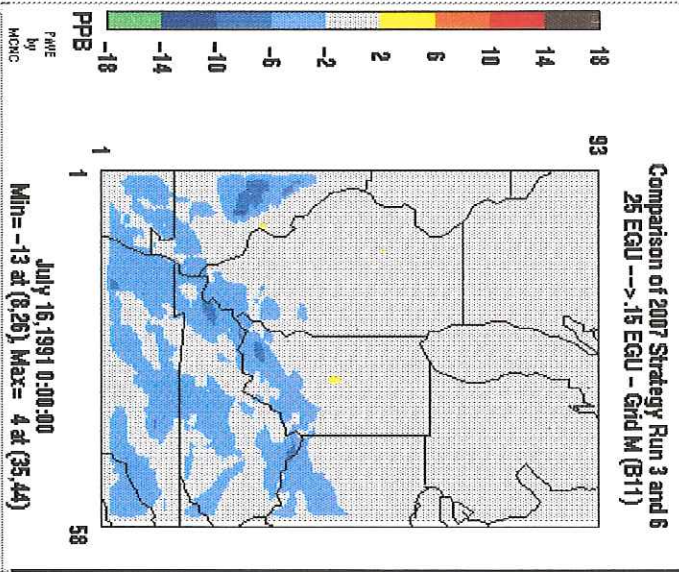 Comparison of 2007 Strategy Run 3 and 6
.25 EGU --> .15 EGU - Grid M (B11)
18
14
10
6
2
-2
-6
-10
-14
-18
PPB
PAVE
by
MCNC
93
1
1
58
July 16,1991 0:00:00
Min= -13 at (8,26), Max= 4 at (35,44)